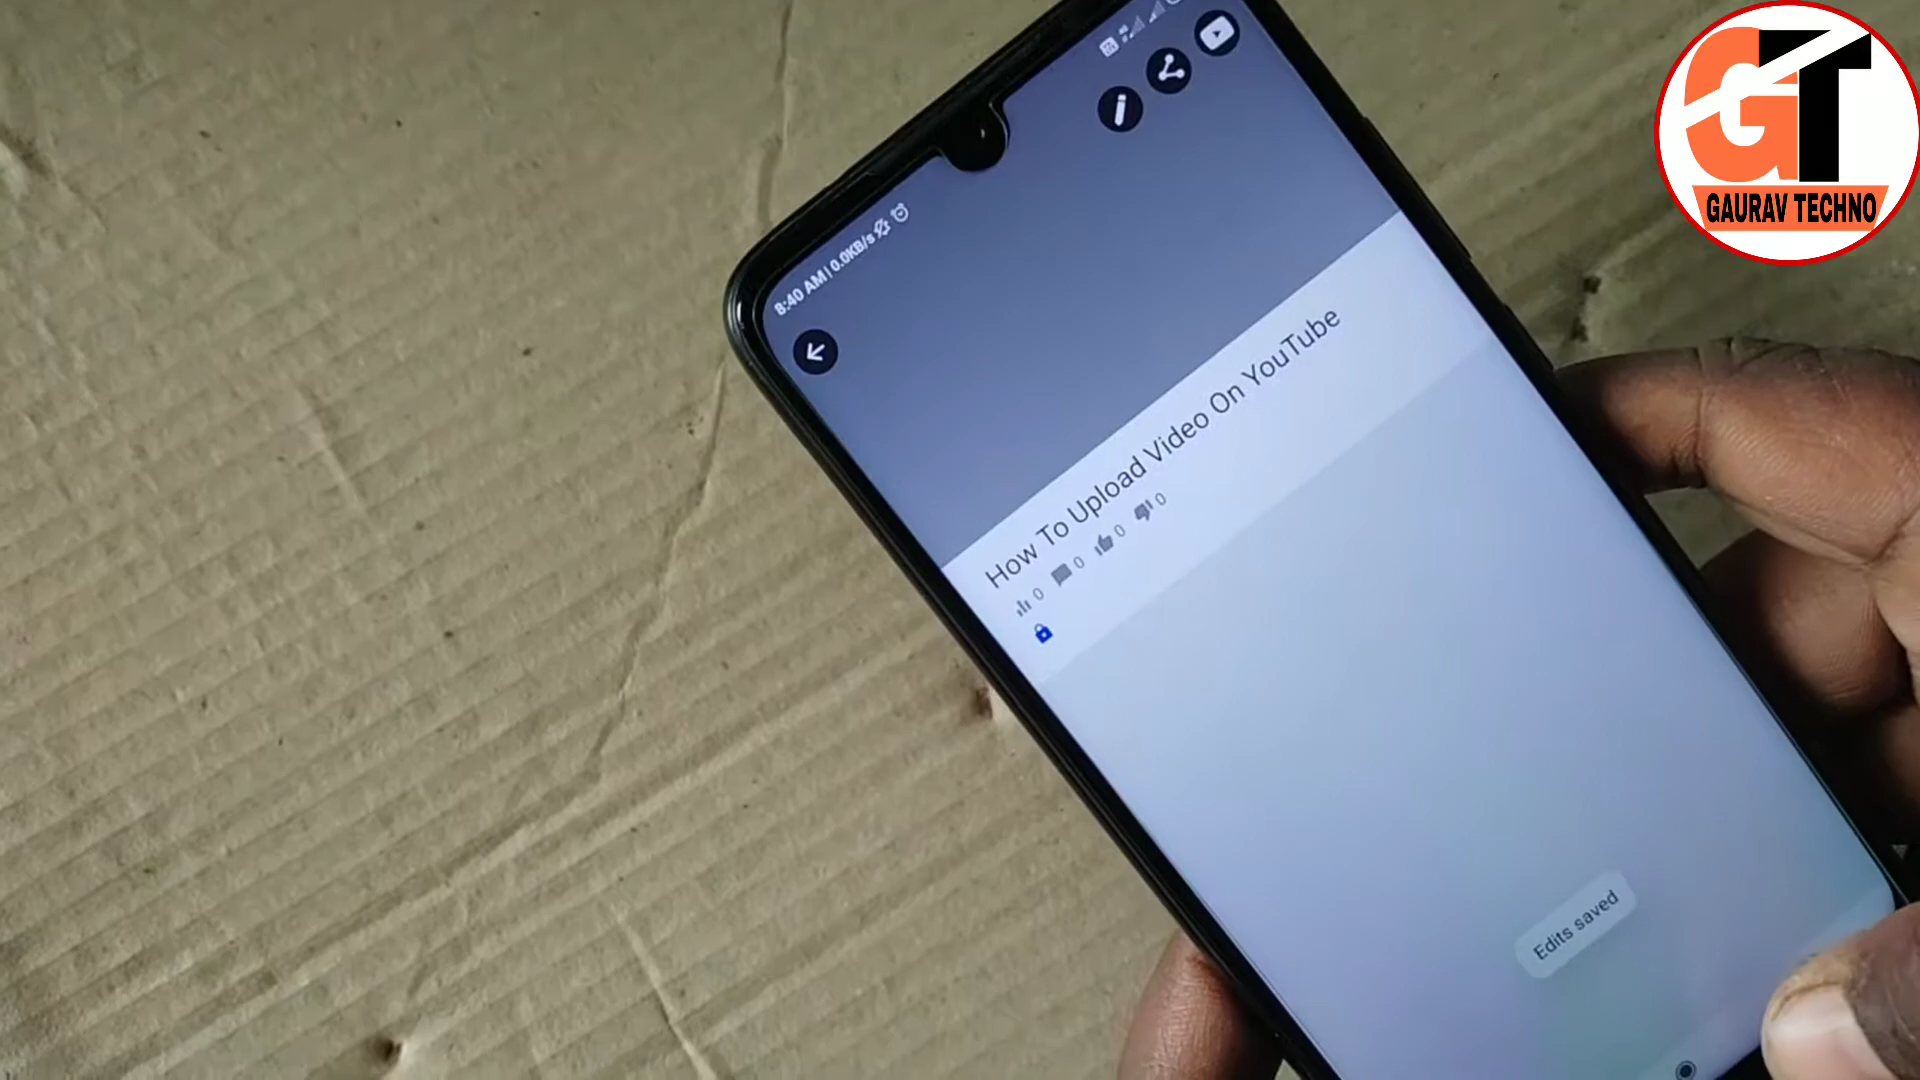 GT
GAURAV TECHNO
8:40 AM | 0.0KB/s
How To Upload Video On YouTube
0 0 0 0
Edits saved